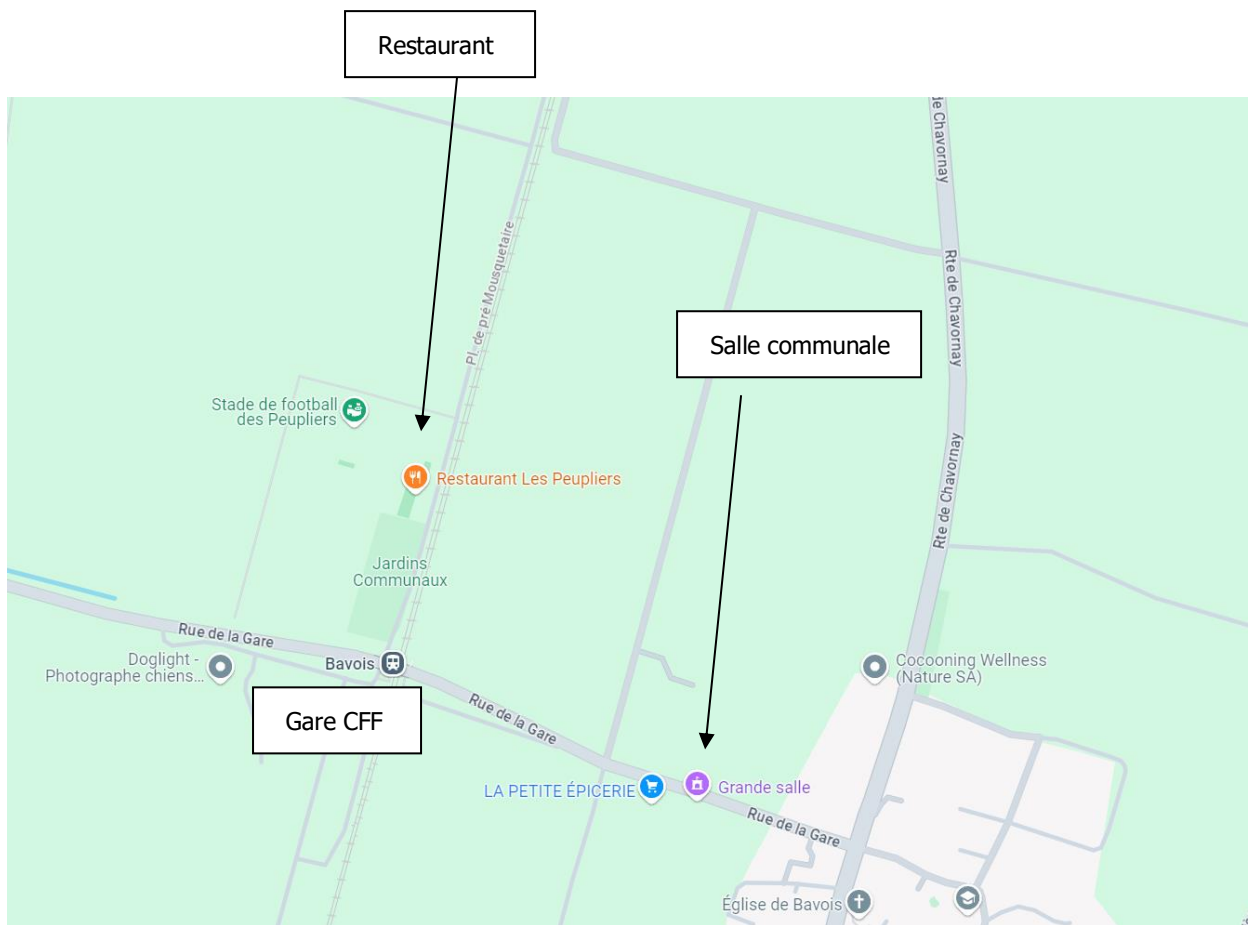 Restaurant
de Chavornay
Rte de Chavornay
Pl. de pré Mousquetaire
Salle communale
Stade de football
des Peupliers
Restaurant Les Peupliers
Rte de Chavornay
Jardins
Communaux
Rue de la Gare
Doglight -
Photographe chiens...
Bavois
Cocooning Wellness
(Nature SA)
Gare CFF
Rue de la Gare
LA PETITE ÉPICERIE
Grande salle
Rue de la Gare
Église de Bavois